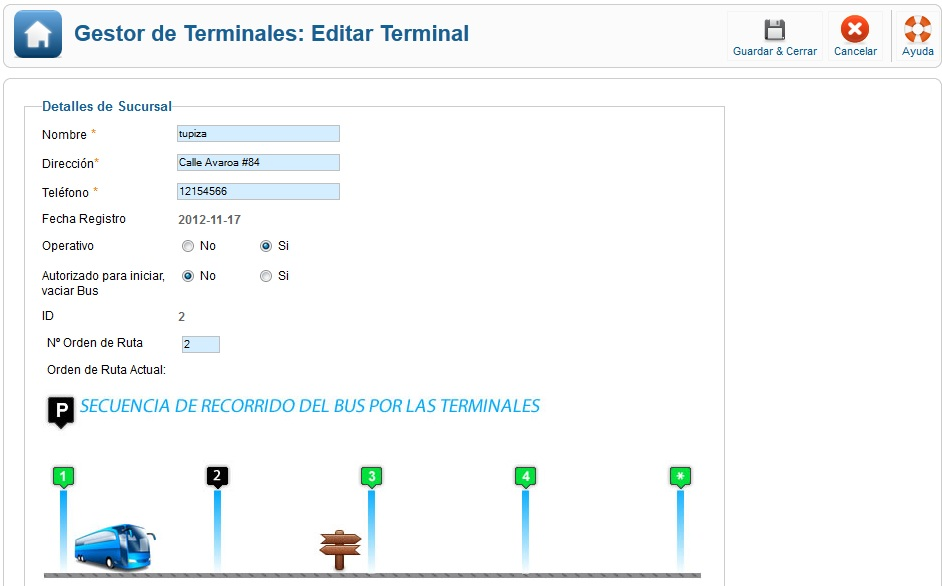 Gestor de Terminales: Editar Terminal
Guardar & Cerrar
Cancelar
Ayuda
Detalles de Sucursal
Nombre * tupiza
Dirección* Calle Avaroa #84
Teléfono * 12154566
Fecha Registro 2012-11-17
Operativo No Si
Autorizado para iniciar, No Si
vaciar Bus
ID 2
Nº Orden de Ruta 2
Orden de Ruta Actual:
P SECUENCIA DE RECORRIDO DEL BUS POR LAS TERMINALES
1 2 3 4 *